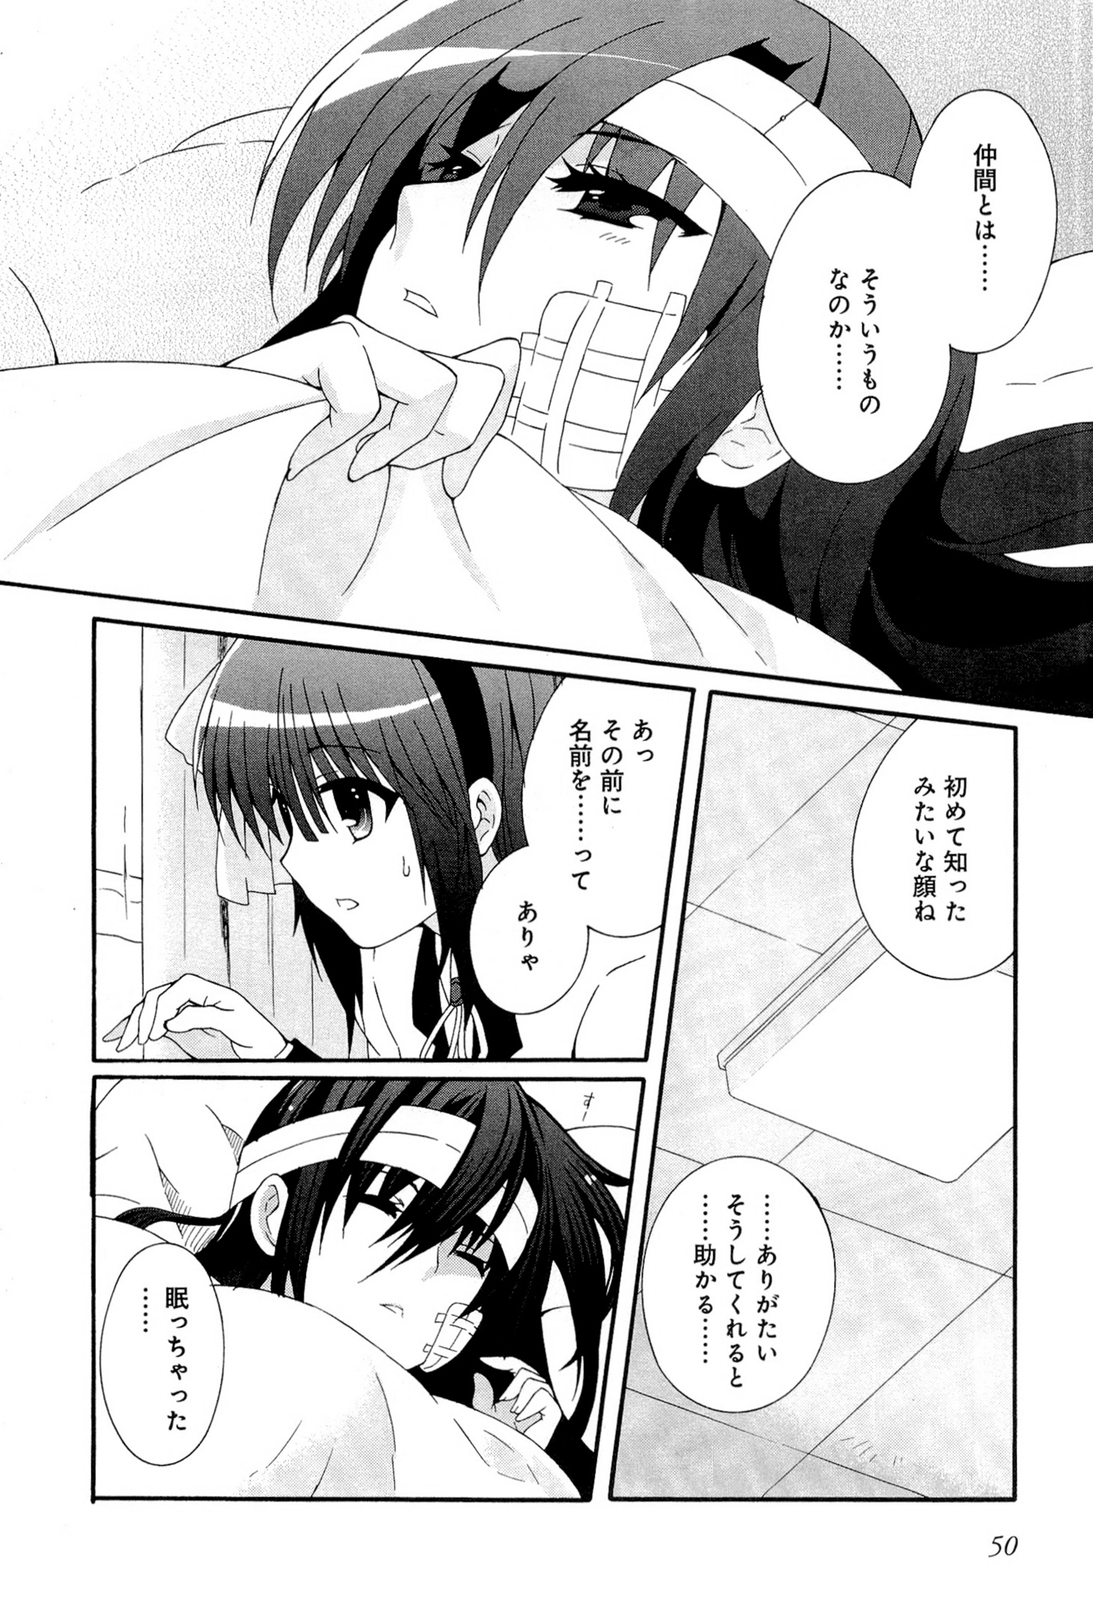 仲間とは……
そういうもの
なのか……
初めて知った
みたいな顔ね
……ありがたい
そうしてくれると
……助かる……
あっ
その前に
名前を……って
ありゃ
すー
眠っちゃった
……
50